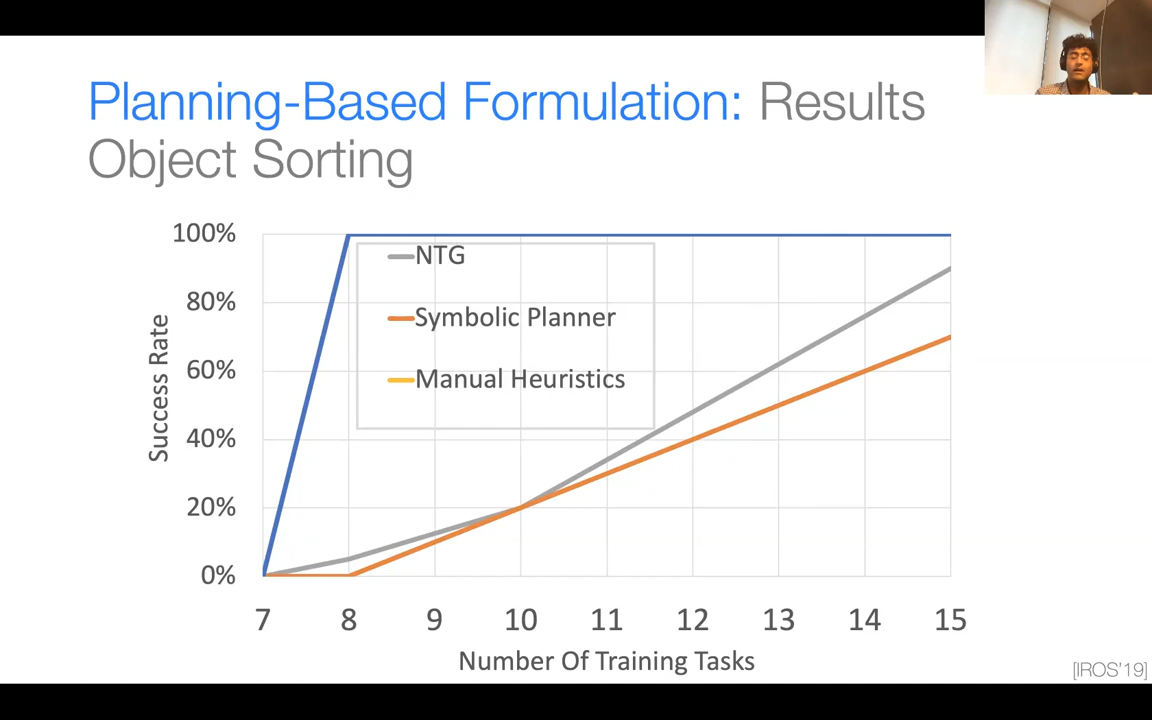 Planning-Based Formulation: Results
Object Sorting
100%
80%
60%
40%
20%
0%
Success Rate
NTG
Symbolic Planner
Manual Heuristics
7 8 9 10 11 12 13 14 15
Number Of Training Tasks
[IROS'19]